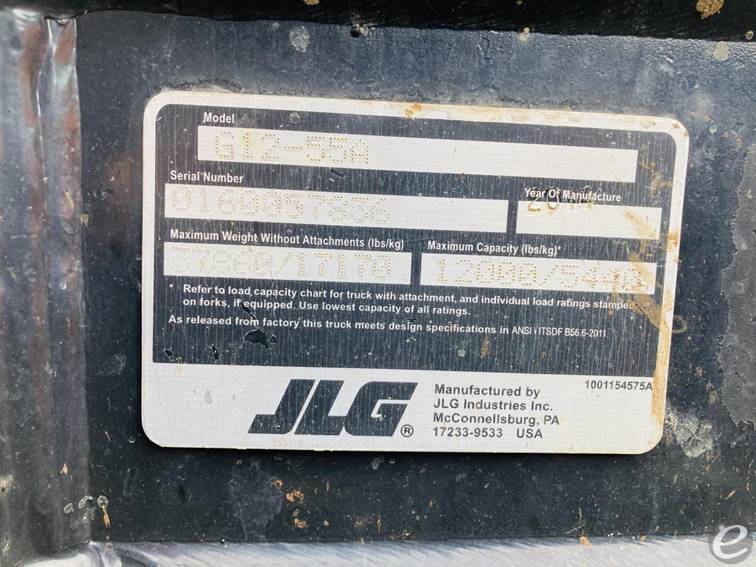 Model
G12-55A
Serial Number
0160057836
Year Of Manufacture
Maximum Weight Without Attachments (lbs/kg)
37860/17170
Maximum Capacity (lbs/kg)*
12000/5440
* Refer to load capacity chart for truck with attachment, and individual load ratings stamped
on forks, if equipped. Use lowest capacity of all ratings.
As released from factory this truck meets design specifications in ANSI \ ITSDF B56.6-2011
JLG®
Manufactured by
JLG Industries Inc.
McConnellsburg, PA
17233-9533 USA
1001154575A
e